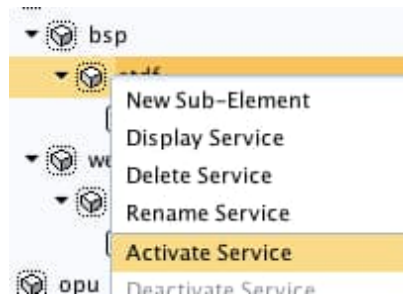 bsp
New Sub-Element
Display Service
Delete Service
Rename Service
Activate Service
opu
Deactivate Service